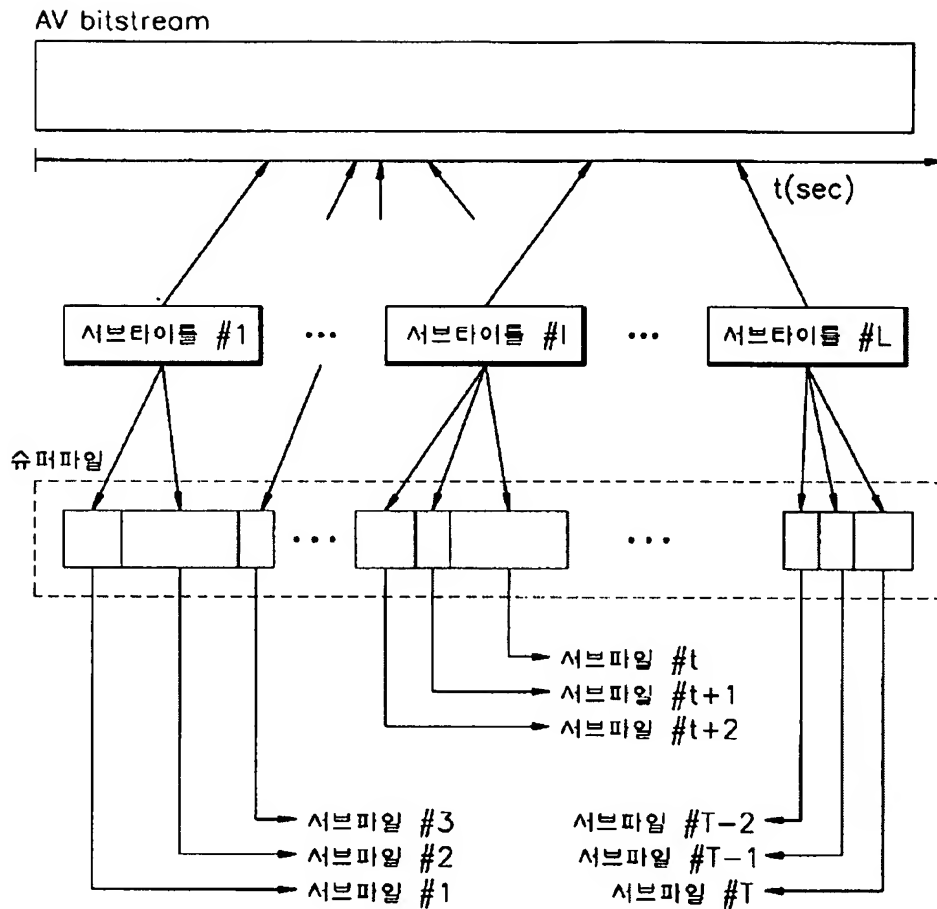 AV bitstream
t(sec)
서브타이틀 #1 ··· 서브타이틀 #l ··· 서브타이틀 #L
슈퍼파일
··· ···
서브파일 #t
서브파일 #t+1
서브파일 #t+2
서브파일 #3
서브파일 #2
서브파일 #1
서브파일 #T-2
서브파일 #T-1
서브파일 #T